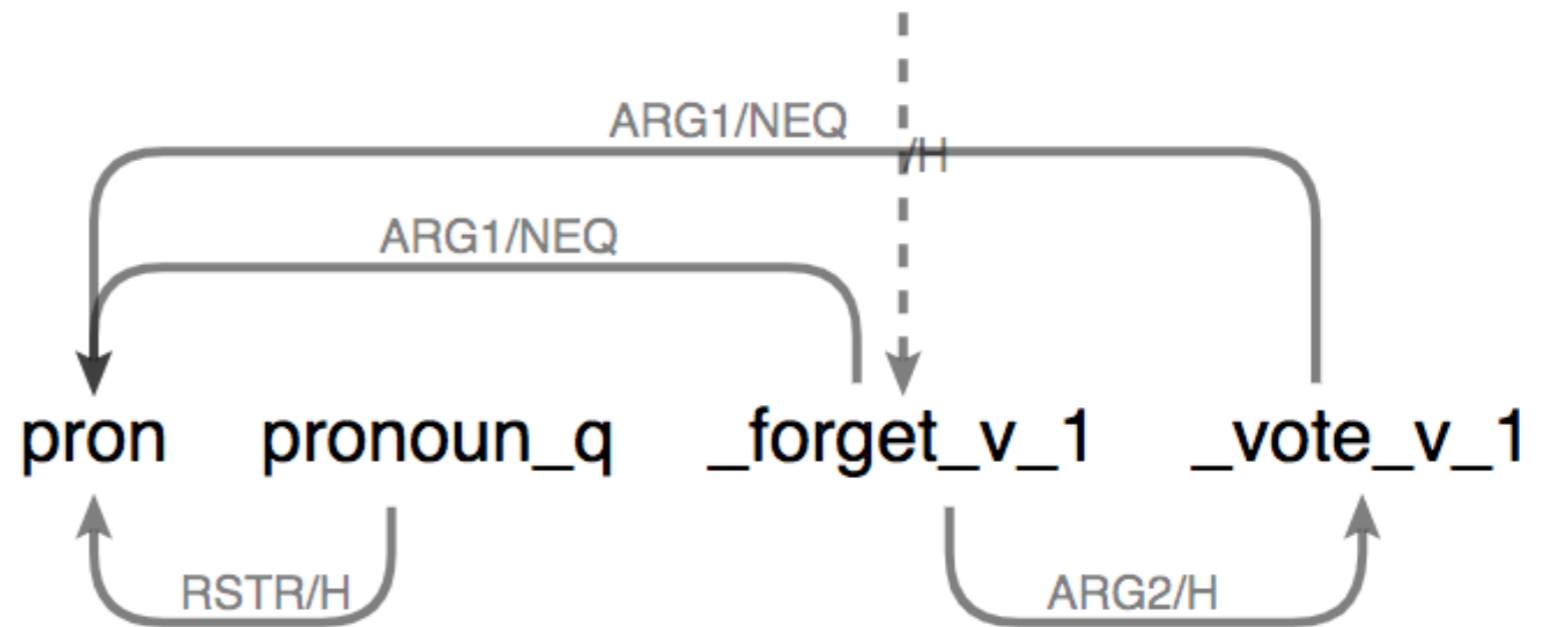 ARG1/NEQ
/H
ARG1/NEQ
pron pronoun_q _forget_v_1 _vote_v_1
RSTR/H ARG2/H